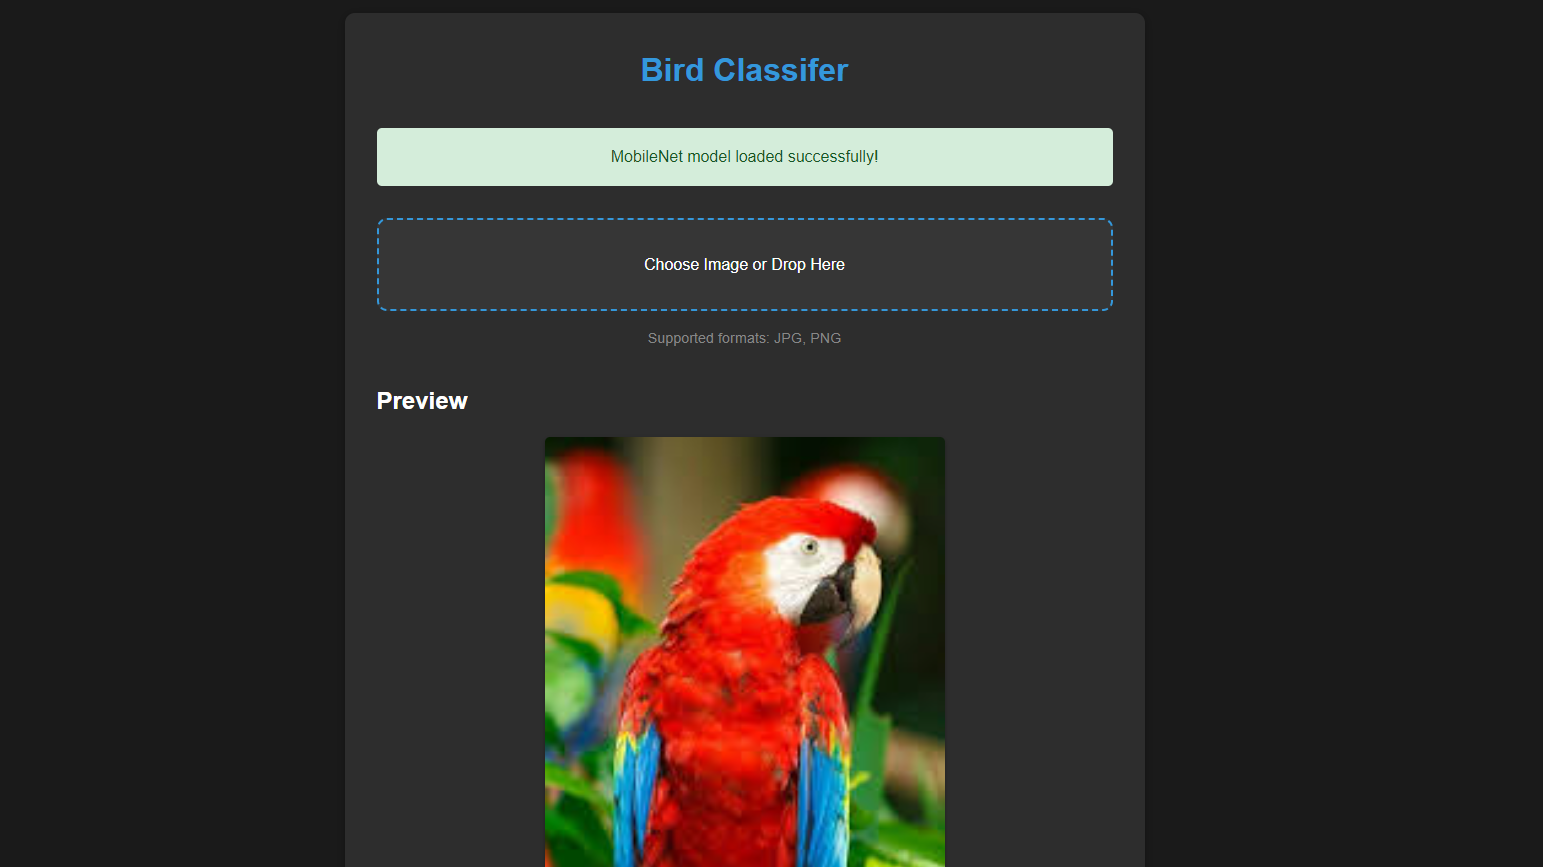 Bird Classifer
MobileNet model loaded successfully!
Choose Image or Drop Here
Supported formats: JPG, PNG
Preview